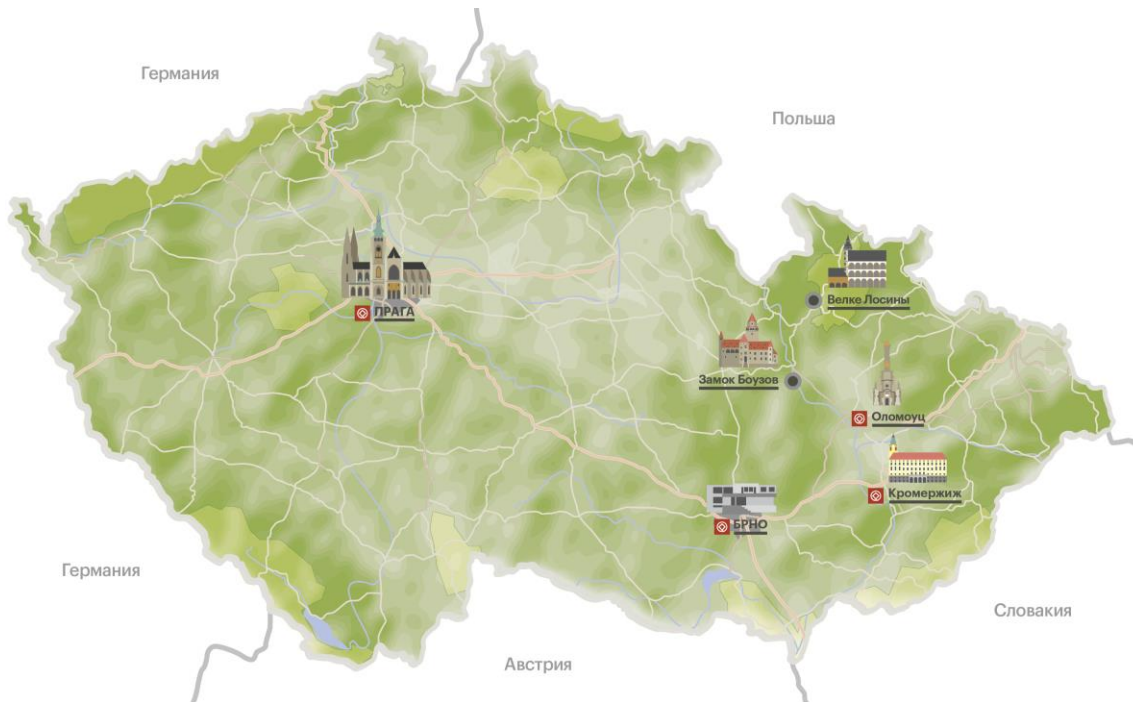 Германия
Польша
Велке Лосины
ПРАГА
Замок Боузов
Оломоуц
Кромержиж
БРНО
Германия
Словакия
Австрия